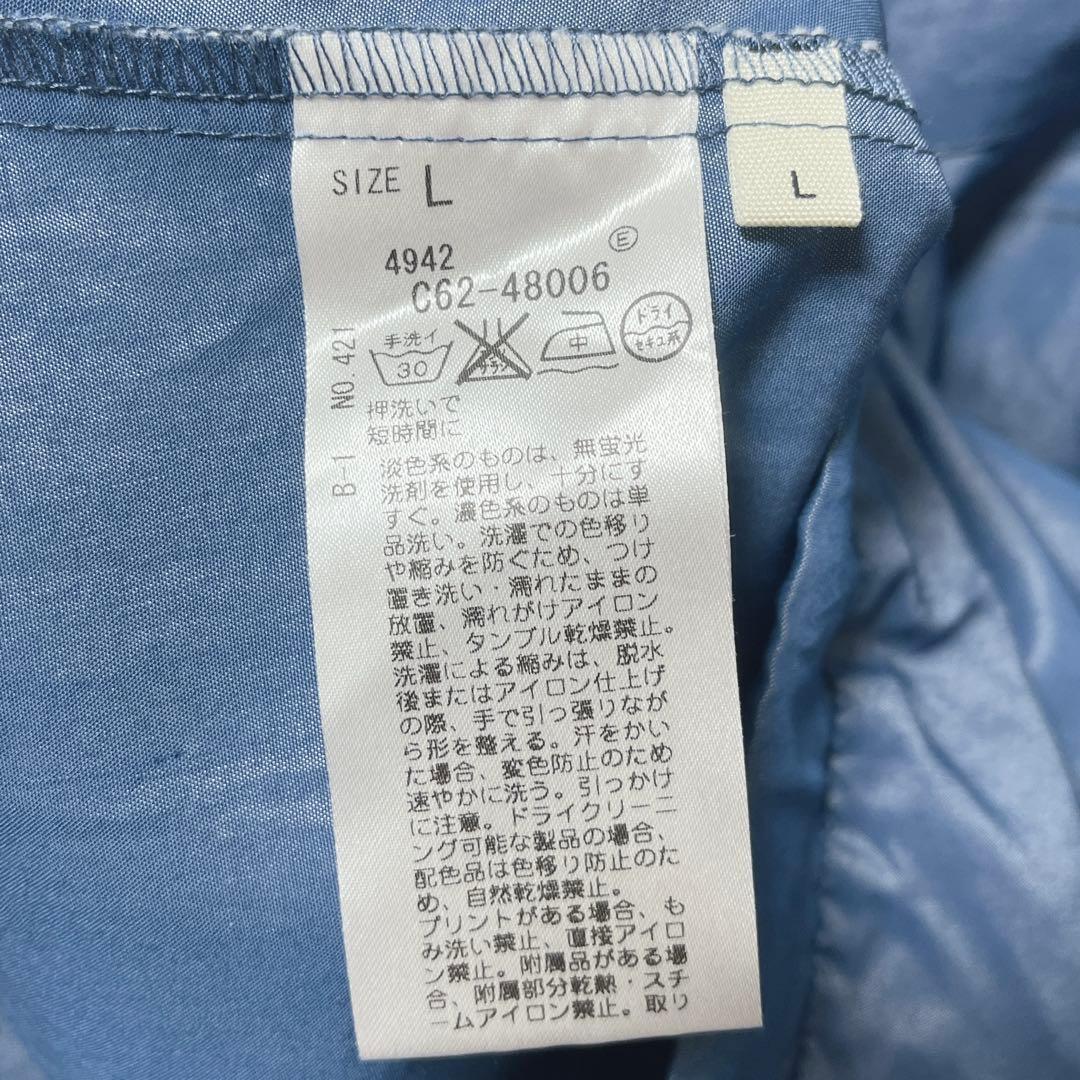 SIZE L
L
4942
E
C62-48006
NO.421
B-1
手洗イ
30
サラシ
中
ドライ
セキユ系
押洗いで
短時間に
淡色系のものは、無蛍光
洗剤を使用し、十分にす
すぐ。濃色系のものは単
品洗い。洗濯での色移り
や縮みを防ぐため、つけ
置き洗い・濡れたままの
放置、濡れがけアイロン
禁止、タンブル乾燥禁止。
洗濯による縮みは、脱水
後またはアイロン仕上げ
の際、手で引っ張りなが
ら形を整える。汗をかい
た場合、変色防止のため
速やかに洗う。引っかけ
に注意。ドライクリーニ
ング可能な製品の場合、
配色品は色移り防止のた
め、自然乾燥禁止。
プリントがある場合、も
み洗い禁止、直接アイロ
ン禁止。附属品がある場
合、附属部分乾熱・スチ
ームアイロン禁止。取り